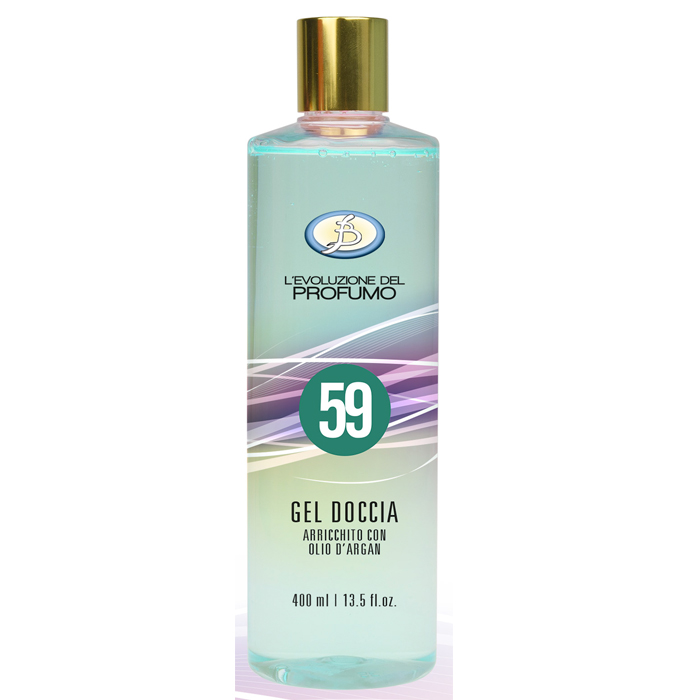 B
L'EVOLUZIONE DEL
PROFUMO
59
GEL DOCCIA
ARRICCHITO CON
OLIO D'ARGAN
400 ml | 13.5 fl.oz.